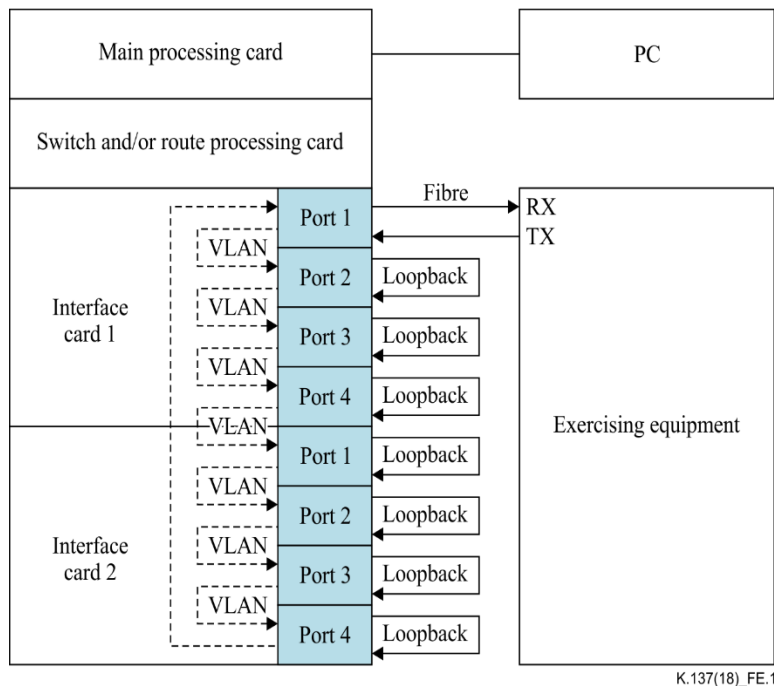 Main processing card
PC
Switch and/or route processing card
Fibre
Port 1
RX
TX
VLAN
Port 2
Loopback
VLAN
Interface
card 1
Port 3
Loopback
VLAN
Port 4
Loopback
VLAN
Exercising equipment
Port 1
Loopback
VLAN
Port 2
Loopback
VLAN
Interface
card 2
Port 3
Loopback
VLAN
Port 4
Loopback
K.137(18)_FE.1